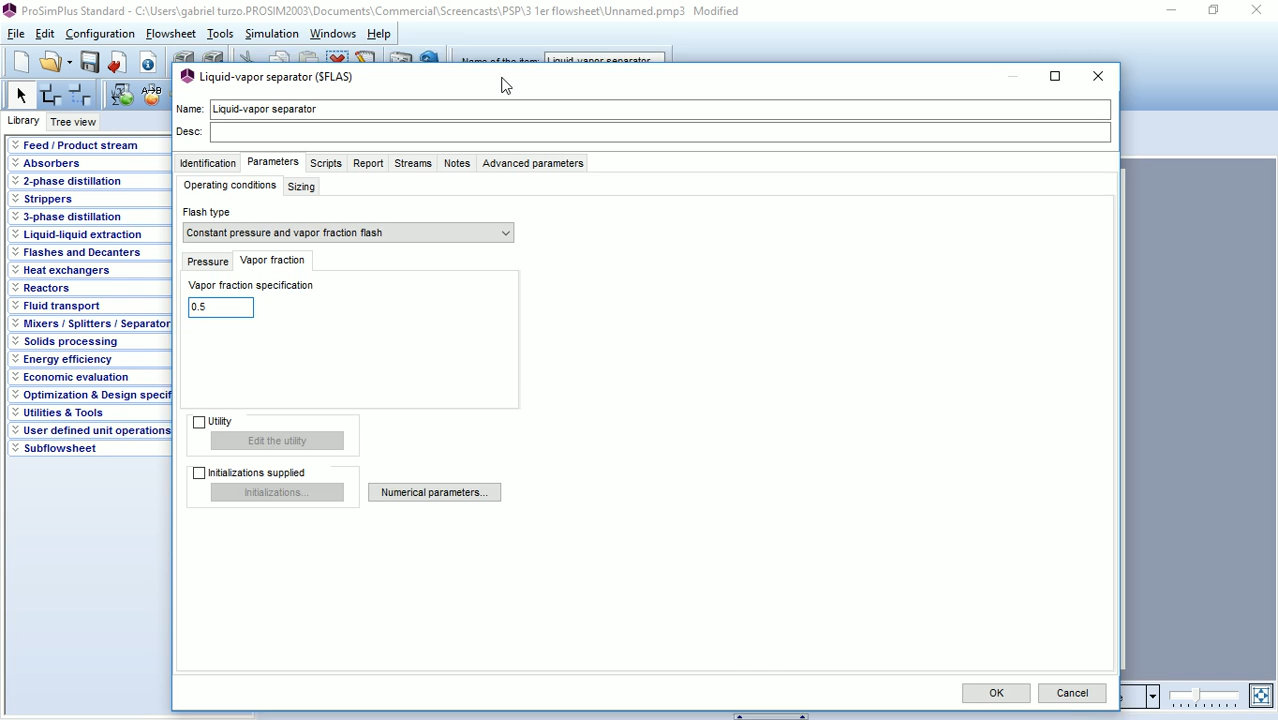 ProSimPlus Standard - C:\Users\gabriel turzo.PROSIM2003\Documents\Commercial\Screencasts\PSP\3 1er flowsheet\Unnamed.pmp3 Modified
File Edit Configuration Flowsheet Tools Simulation Windows Help
Liquid-vapor separator ($FLAS)
Name: Liquid-vapor separator
Desc:
Library Tree view
Identification Parameters Scripts Report Streams Notes Advanced parameters
Operating conditions Sizing
Flash type
Constant pressure and vapor fraction flash
Pressure Vapor fraction
Vapor fraction specification
0.5
Utility
Edit the utility
Initializations supplied
Initializations...
Numerical parameters...
OK Cancel
Feed / Product stream
Absorbers
2-phase distillation
Strippers
3-phase distillation
Liquid-liquid extraction
Flashes and Decanters
Heat exchangers
Reactors
Fluid transport
Mixers / Splitters / Separator
Solids processing
Energy efficiency
Economic evaluation
Optimization & Design specif
Utilities & Tools
User defined unit operations
Subflowsheet